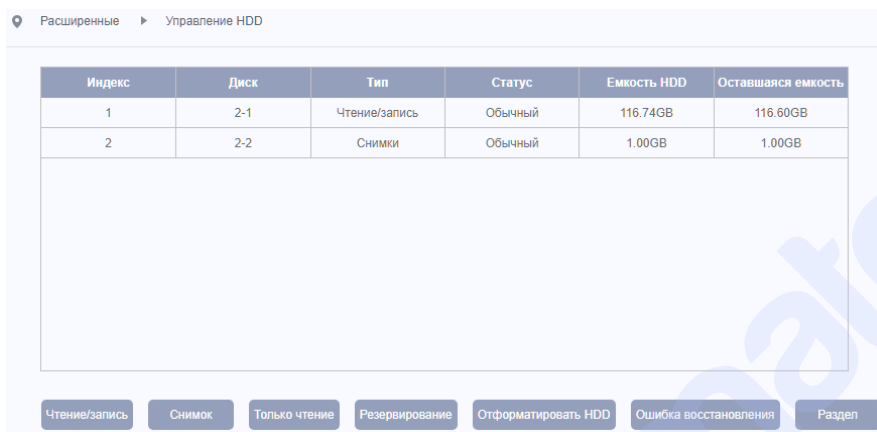 Расширенные Управление HDD
Индекс Диск Тип Статус Емкость HDD Оставшаяся емкость
1 2-1 Чтение/запись Обычный 116.74GB 116.60GB
2 2-2 Снимки Обычный 1.00GB 1.00GB
Чтение/запись Снимок Только чтение Резервирование Отформатировать HDD Ошибка восстановления Раздел